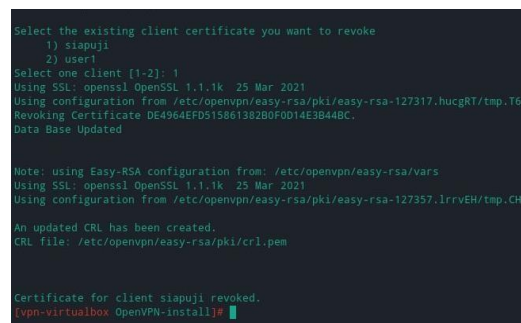 Select the existing client certificate you want to revoke
1) siapuji
2) user1
Select one client [1-2]: 1
Using SSL: openssl OpenSSL 1.1.1k  25 Mar 2021
Using configuration from /etc/openvpn/easy-rsa/pki/easy-rsa-127317.hucgRT/tmp.T6
Revoking Certificate DE4964EFD515861382B0F0D14E3B44BC.
Data Base Updated
Note: using Easy-RSA configuration from: /etc/openvpn/easy-rsa/vars
Using SSL: openssl OpenSSL 1.1.1k  25 Mar 2021
Using configuration from /etc/openvpn/easy-rsa/pki/easy-rsa-127357.lrrvEH/tmp.CH
An updated CRL has been created.
CRL file: /etc/openvpn/easy-rsa/pki/crl.pem
Certificate for client siapuji revoked.
[vpn-virtualbox OpenVPN-install]#